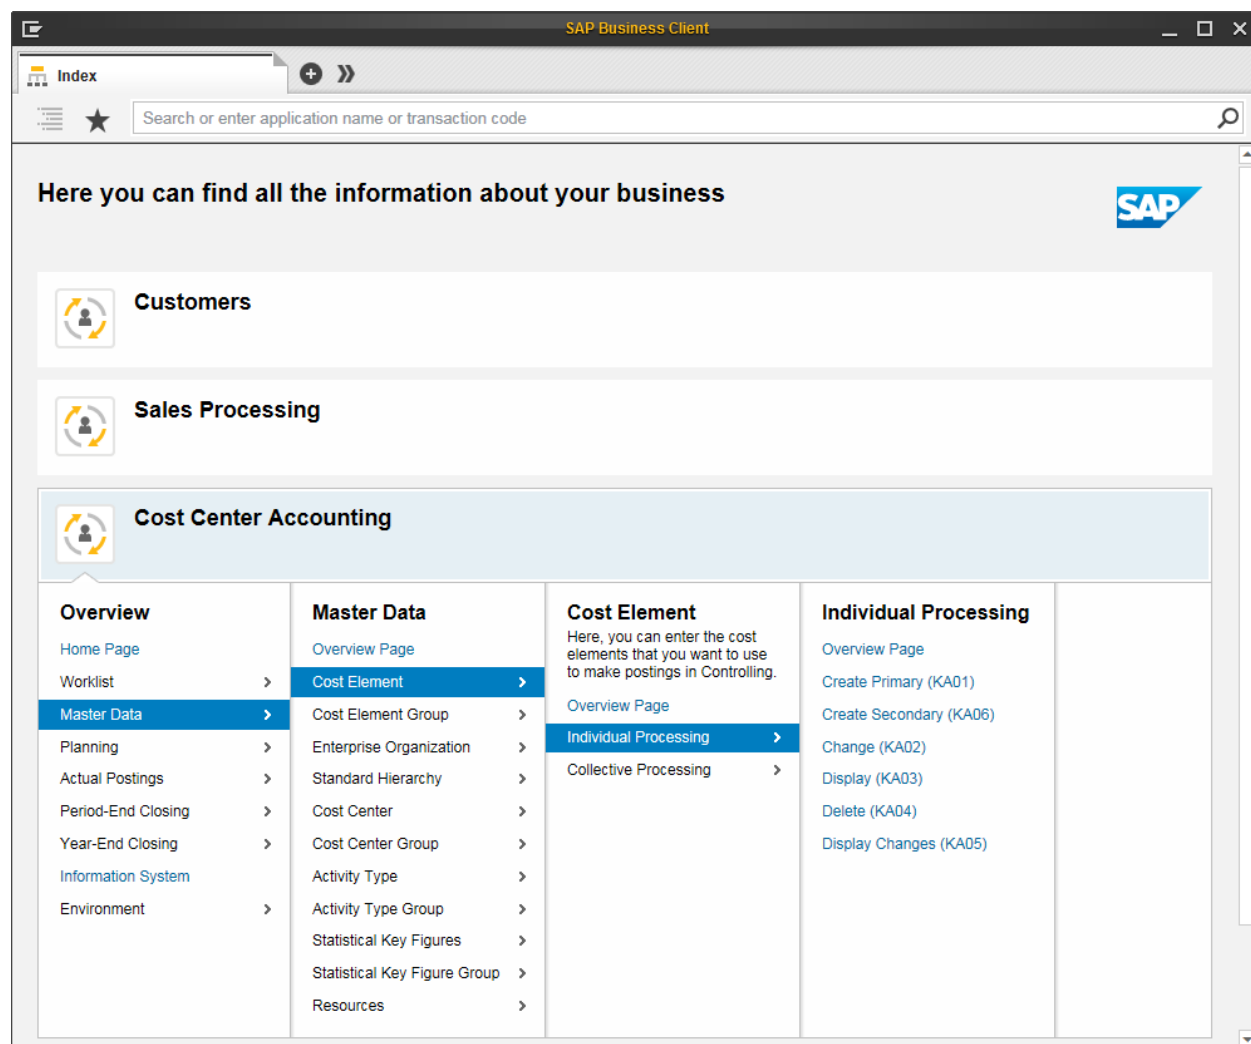 SAP Business Client
Index
Search or enter application name or transaction code
Here you can find all the information about your business
SAP
Customers
Sales Processing
Cost Center Accounting
Overview
Home Page
Worklist
Master Data
Planning
Actual Postings
Period-End Closing
Year-End Closing
Information System
Environment
Master Data
Overview Page
Cost Element
Cost Element Group
Enterprise Organization
Standard Hierarchy
Cost Center
Cost Center Group
Activity Type
Activity Type Group
Statistical Key Figures
Statistical Key Figure Group
Resources
Cost Element
Here, you can enter the cost
elements that you want to use
to make postings in Controlling.
Overview Page
Individual Processing
Collective Processing
Individual Processing
Overview Page
Create Primary (KA01)
Create Secondary (KA06)
Change (KA02)
Display (KA03)
Delete (KA04)
Display Changes (KA05)